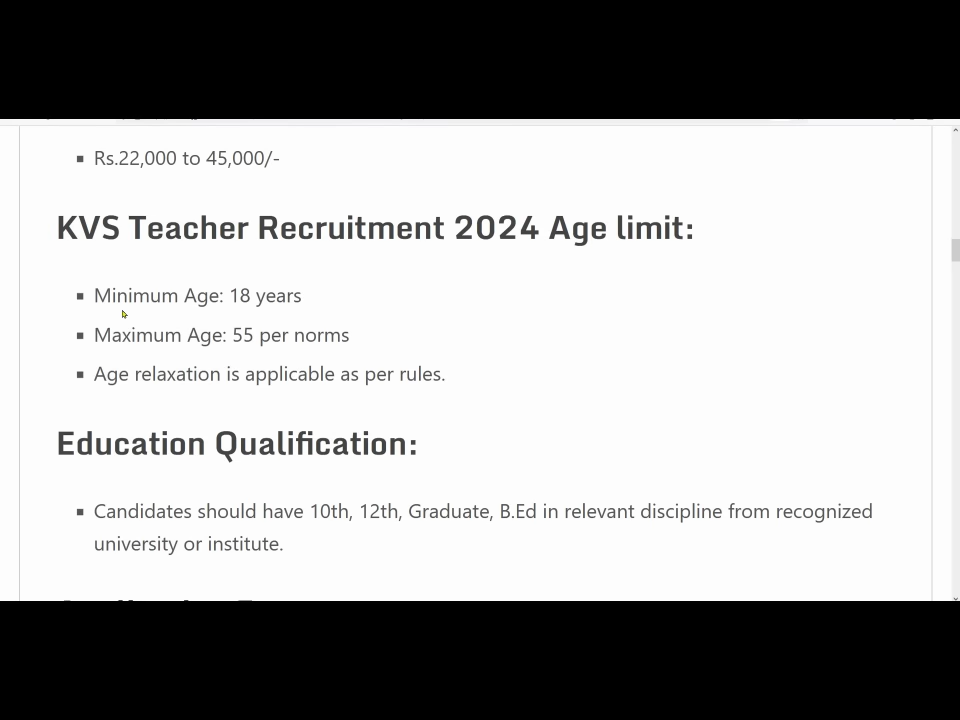 Rs.22,000 to 45,000/-
KVS Teacher Recruitment 2024 Age limit:
Minimum Age: 18 years
Maximum Age: 55 per norms
Age relaxation is applicable as per rules.
Education Qualification:
Candidates should have 10th, 12th, Graduate, B.Ed in relevant discipline from recognized
university or institute.